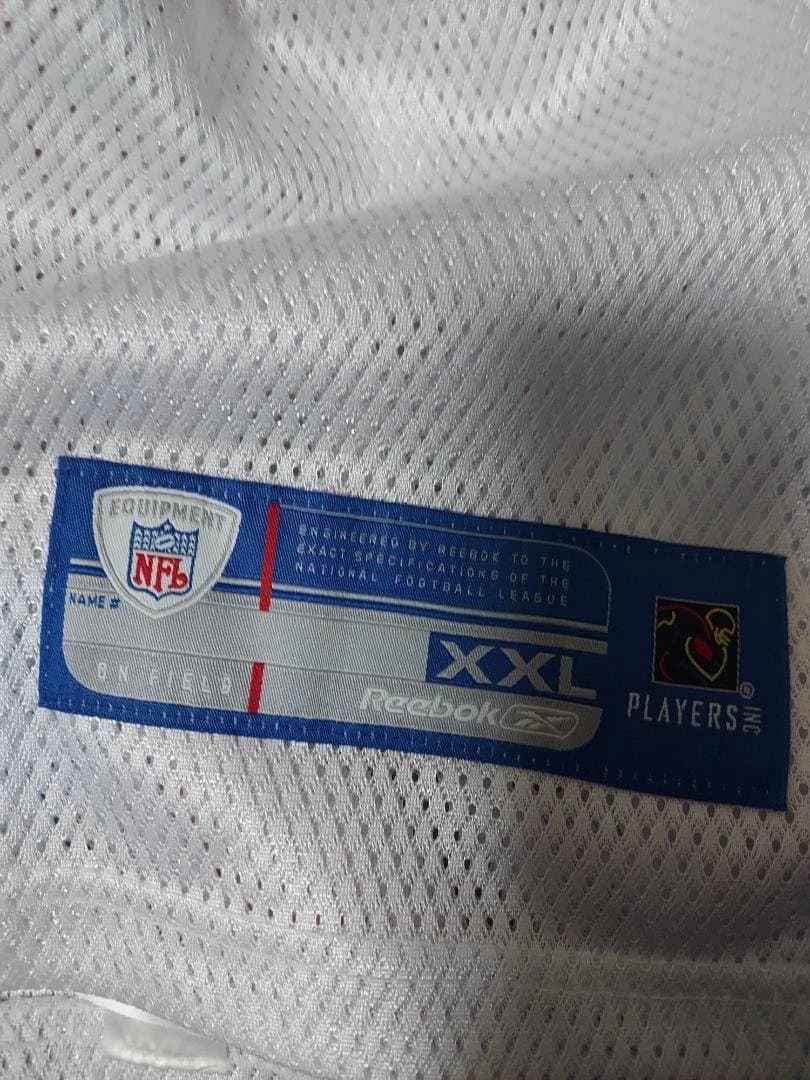 EQUIPMENT
NFL
NAME #
ENGINEERED BY REEBOK TO THE
EXACT SPECIFICATIONS OF THE
NATIONAL FOOTBALL LEAGUE
XXL
ON FIELD
Reebok
PLAYERS INC ®